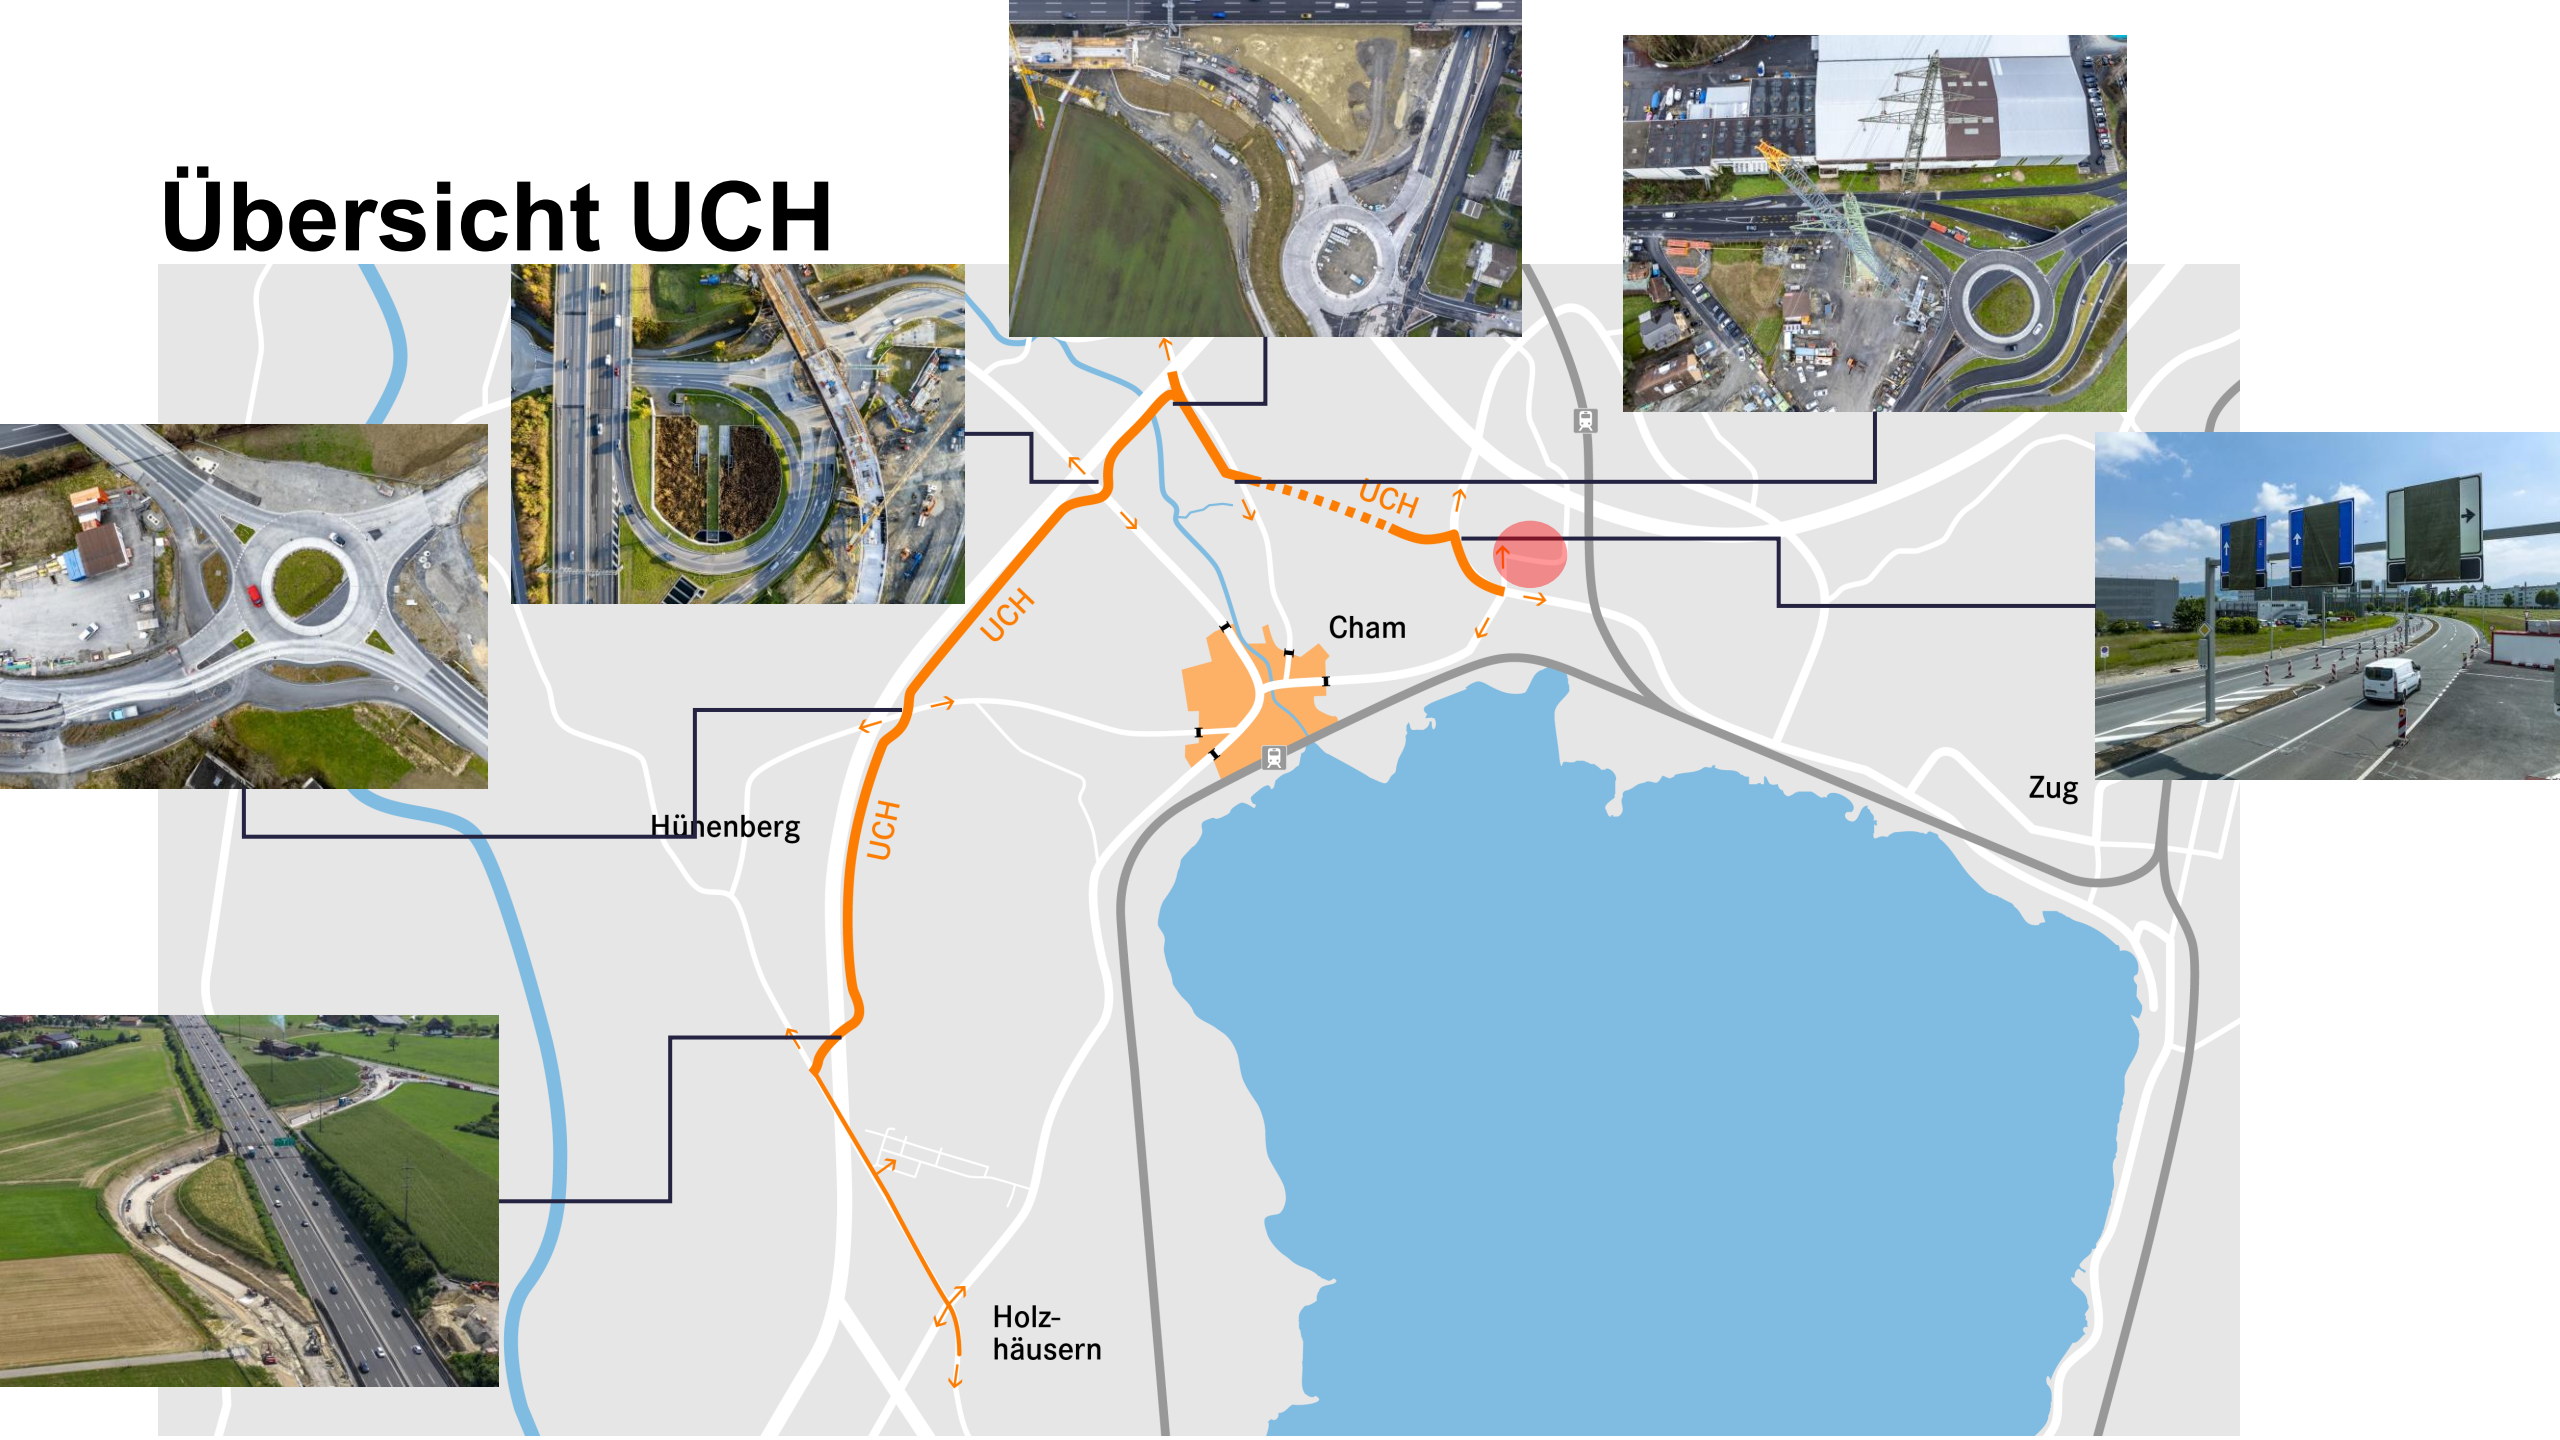 Übersicht UCH
UCH
UCH
Cham
Zug
Hünenberg
UCH
Holz-
häusern